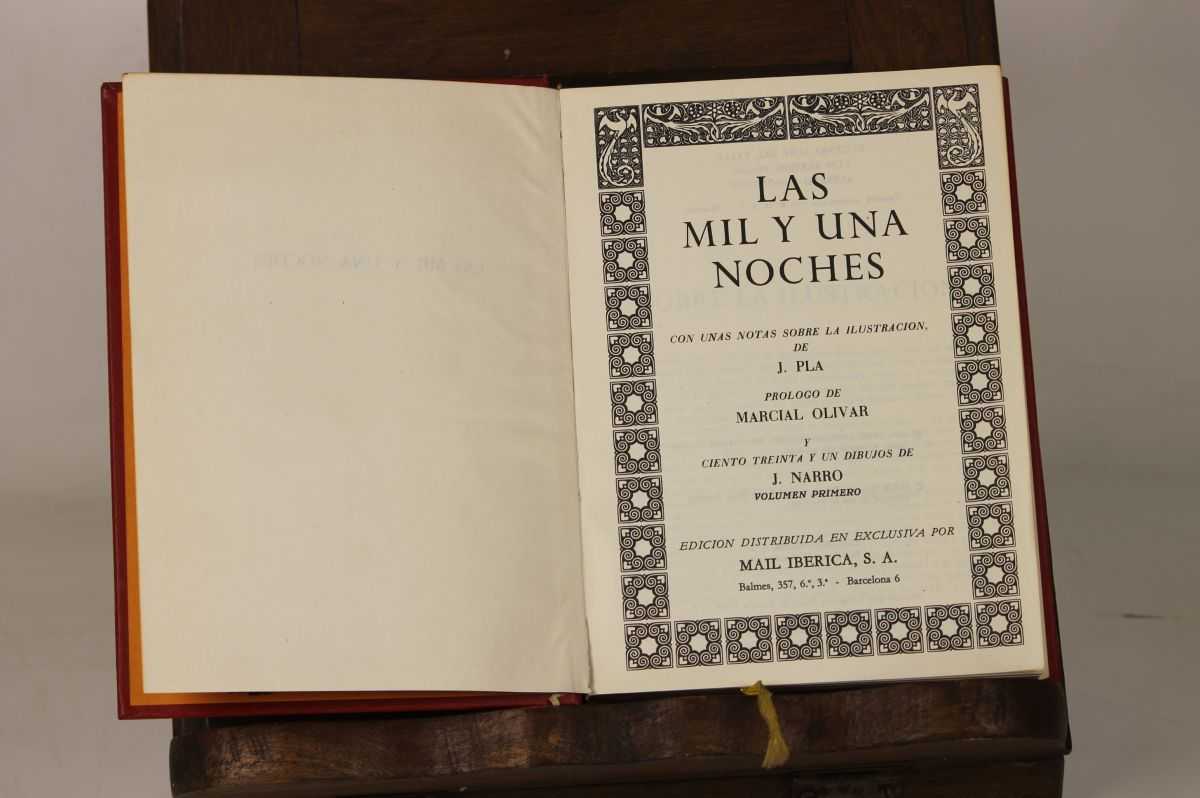 LAS
MIL Y UNA
NOCHES
CON UNAS NOTAS SOBRE LA ILUSTRACION,
DE
J. PLA
PROLOGO DE
MARCIAL OLIVAR
Y
CIENTO TREINTA Y UN DIBUJOS DE
J. NARRO
VOLUMEN PRIMERO
EDICION DISTRIBUIDA EN EXCLUSIVA POR
MAIL IBERICA, S. A.
Balmes, 357, 6.º, 3.ª - Barcelona 6